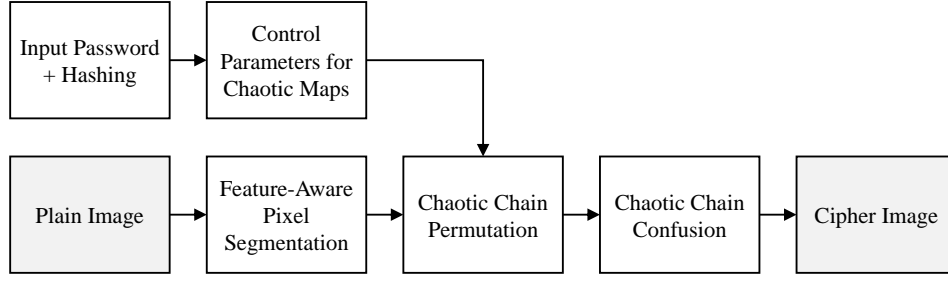 Input Password
+ Hashing
Control
Parameters for
Chaotic Maps
Plain Image
Feature-Aware
Pixel
Segmentation
Chaotic Chain
Permutation
Chaotic Chain
Confusion
Cipher Image